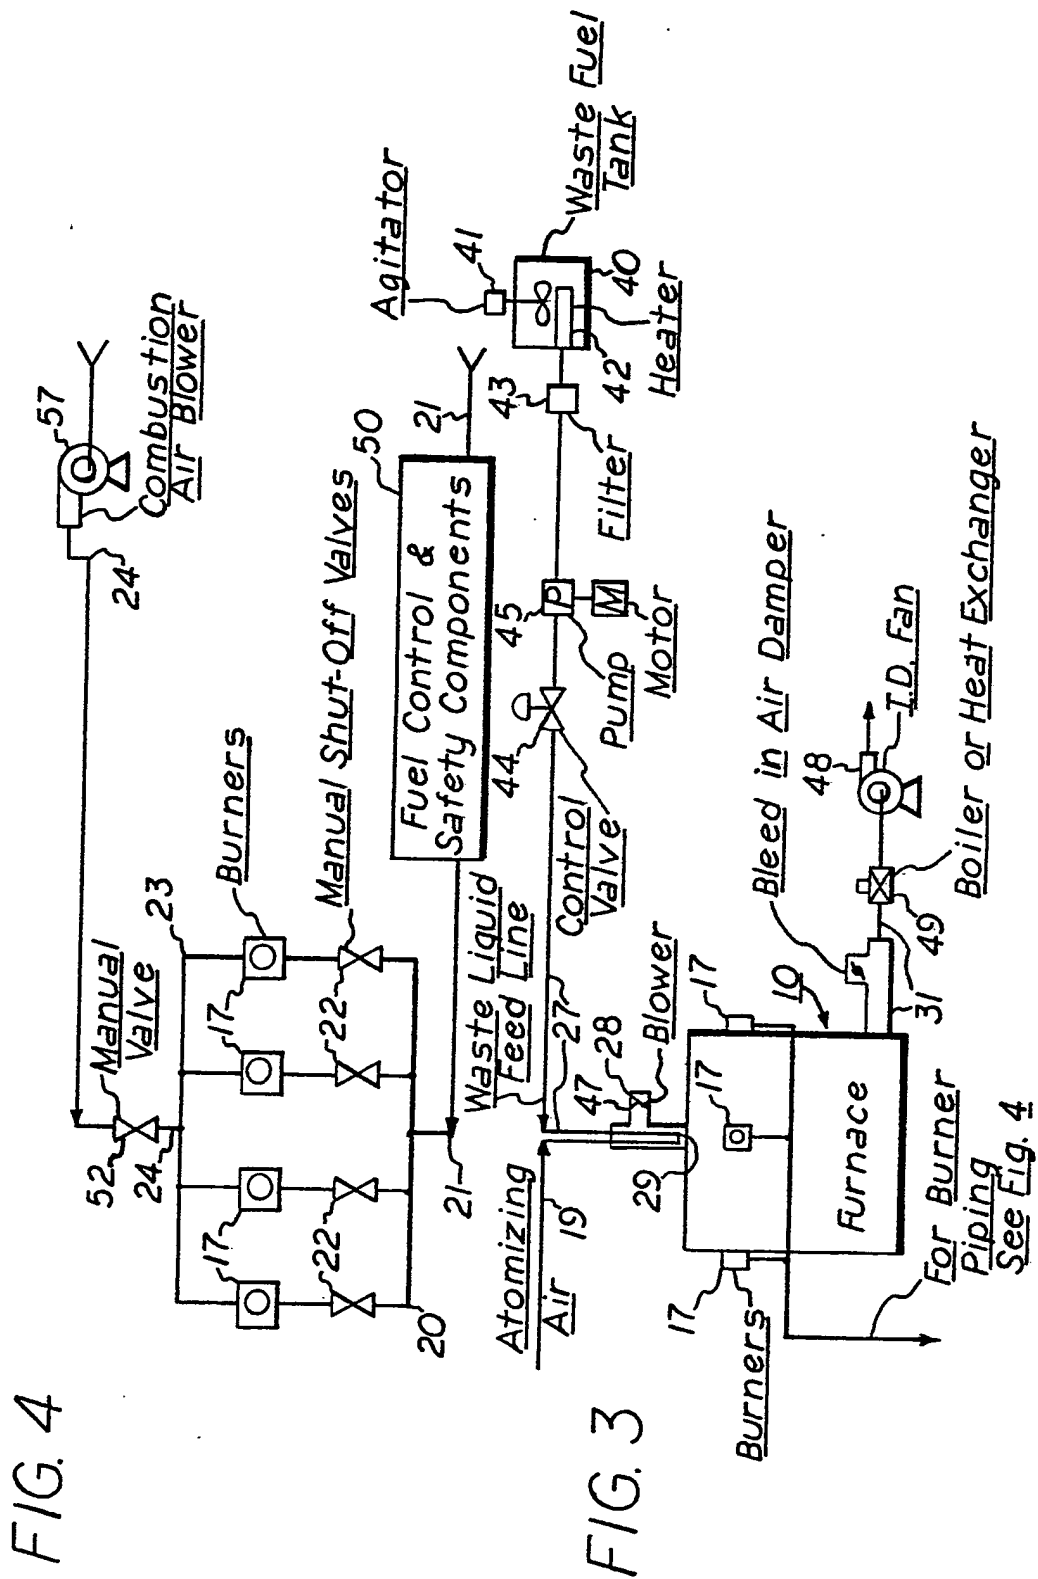 FIG. 4
57
Combustion
Air Blower
24
Manual
Valve
52
24
23
Burners
17
17
17
Manual Shut-Off Valves
22
22
22
20
21
50
Fuel Control &
Safety Components
21
FIG. 3
Agitator
41
Waste Fuel
Tank
40
Heater
42
43
Filter
45
P
M
Pump
Motor
44
Control
Valve
Waste Liquid
Feed Line
27
Atomizing
Air
19
28
47
Blower
29
17
17
17
Burners
10
Furnace
For Burner
Piping
See Fig. 4
Bleed in Air Damper
31
49
48
I.D. Fan
Boiler or Heat Exchanger